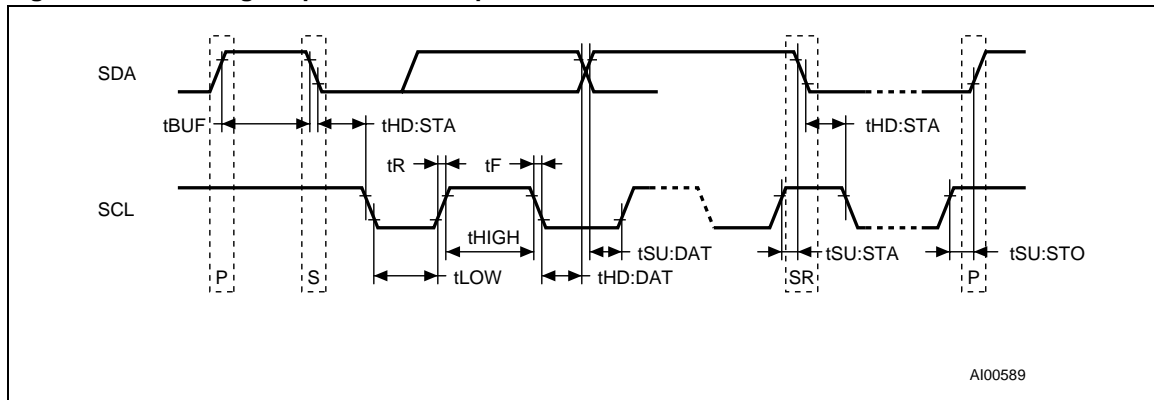 SDA
tBUF
tHD:STA
tHD:STA
tR
tF
SCL
tHIGH
tSU:DAT
tSU:STA
tSU:STO
P
S
tLOW
tHD:DAT
SR
P
AI00589